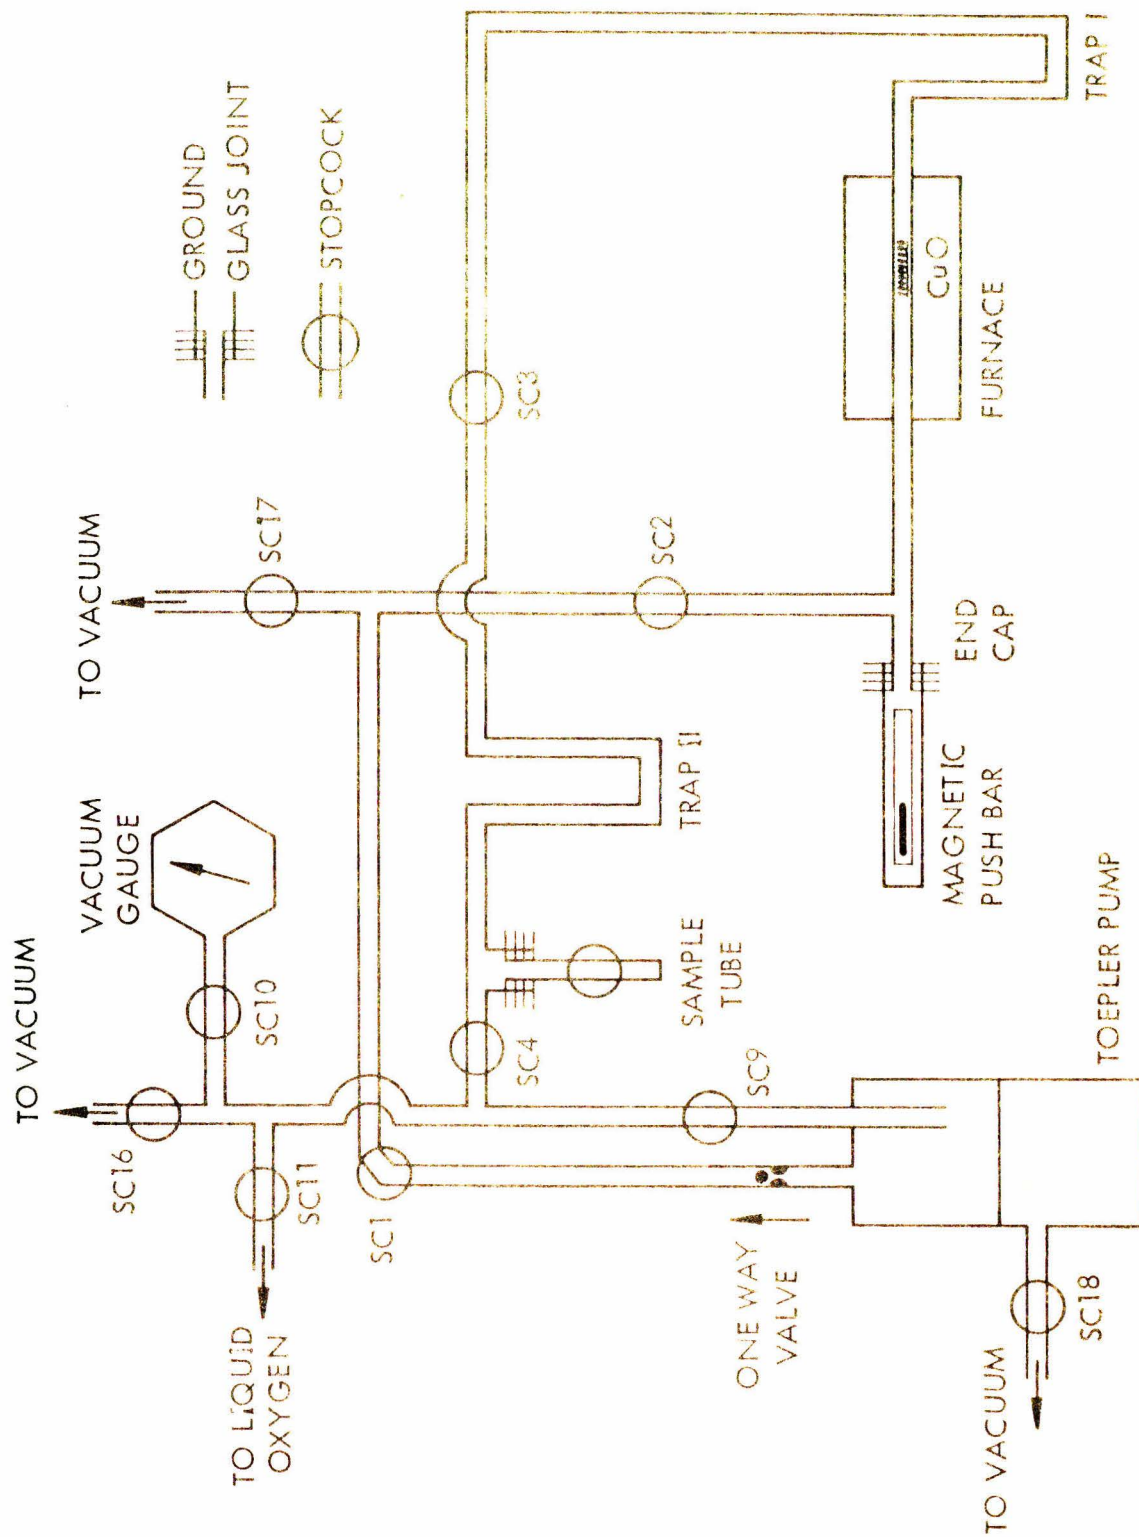 TO VACUUM
SC16
TO LIQUID
OXYGEN
SC11
SC10
VACUUM
GAUGE
TO VACUUM
SC17
GROUND
GLASS JOINT
STOPCOCK
SC1
SC4
SC3
SC2
SC9
SAMPLE
TUBE
TRAP II
TRAP I
ONE WAY
VALVE
MAGNETIC
PUSH BAR
END
CAP
CuO
FURNACE
TO VACUUM
SC18
TOEPLER PUMP